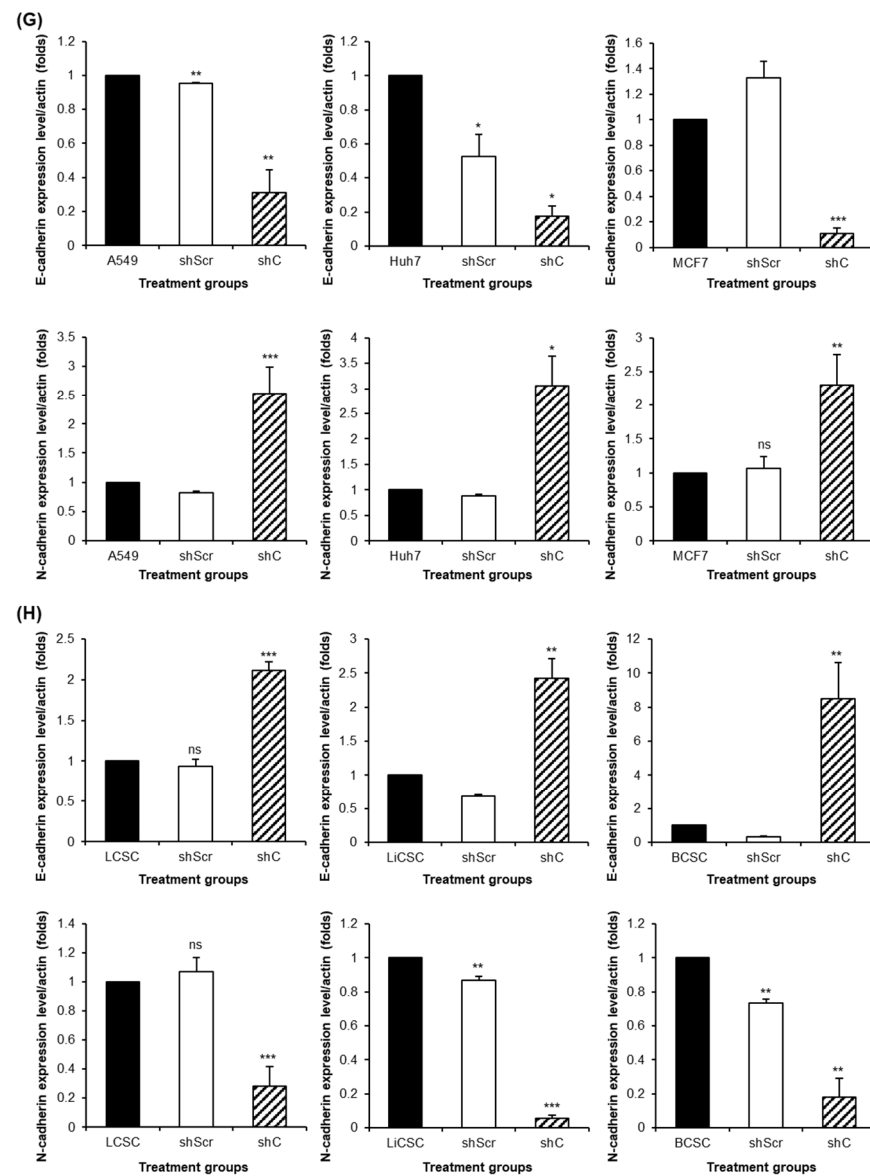 (G)
E-cadherin expression level/actin (folds)
1.2
1
0.8
0.6
0.4
0.2
0
**
**
A549 shScr shC
Treatment groups
E-cadherin expression level/actin (folds)
1.2
1
0.8
0.6
0.4
0.2
0
*
*
Huh7 shScr shC
Treatment groups
E-cadherin expression level/actin (folds)
1.6
1.4
1.2
1
0.8
0.6
0.4
0.2
0
***
MCF7 shScr shC
Treatment groups
N-cadherin expression level/actin (folds)
3.5
3
2.5
2
1.5
1
0.5
0
***
A549 shScr shC
Treatment groups
N-cadherin expression level/actin (folds)
4
3.5
3
2.5
2
1.5
1
0.5
0
*
Huh7 shScr shC
Treatment groups
N-cadherin expression level/actin (folds)
3
2.5
2
1.5
1
0.5
0
ns
**
MCF7 shScr shC
Treatment groups
(H)
E-cadherin expression level/actin (folds)
2.5
2
1.5
1
0.5
0
ns
***
LCSC shScr shC
Treatment groups
E-cadherin expression level/actin (folds)
3
2.5
2
1.5
1
0.5
0
**
LiCSC shScr shC
Treatment groups
E-cadherin expression level/actin (folds)
12
10
8
6
4
2
0
**
BCSC shScr shC
Treatment groups
N-cadherin expression level/actin (folds)
1.4
1.2
1
0.8
0.6
0.4
0.2
0
ns
***
LCSC shScr shC
Treatment groups
N-cadherin expression level/actin (folds)
1.2
1
0.8
0.6
0.4
0.2
0
**
***
LiCSC shScr shC
Treatment groups
N-cadherin expression level/actin (folds)
1.2
1
0.8
0.6
0.4
0.2
0
**
**
BCSC shScr shC
Treatment groups